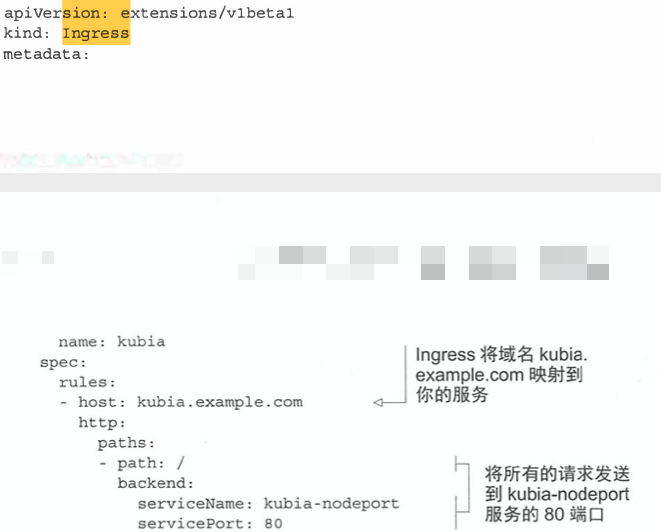 apiVersion: extensions/v1beta1
kind: Ingress
metadata:
name: kubia
spec:
rules:
- host: kubia.example.com
http:
paths:
- path: /
backend:
serviceName: kubia-nodeport
servicePort: 80
Ingress 将域名 kubia.
example.com 映射到
你的服务
将所有的请求发送
到 kubia-nodeport
服务的 80 端口